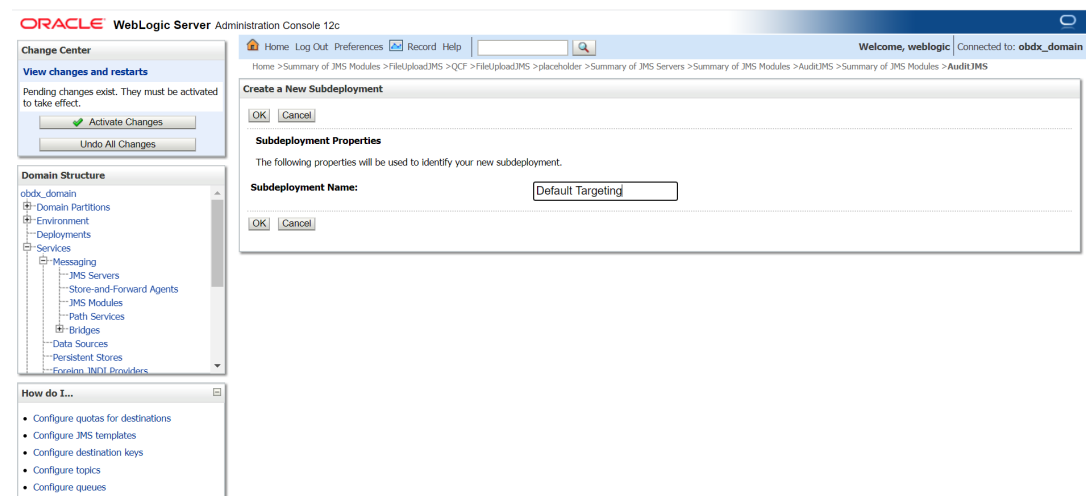 ORACLE WebLogic Server Administration Console 12c
Change Center
View changes and restarts
Pending changes exist. They must be activated
to take effect.
Activate Changes
Undo All Changes
Domain Structure
obdx_domain
Domain Partitions
Environment
Deployments
Services
Messaging
JMS Servers
Store-and-Forward Agents
JMS Modules
Path Services
Bridges
Data Sources
Persistent Stores
Foreign JNDI Providers
How do I...
Configure quotas for destinations
Configure JMS templates
Configure destination keys
Configure topics
Configure queues
Home Log Out Preferences Record Help
Welcome, weblogic Connected to: obdx_domain
Home >Summary of JMS Modules >FileUploadJMS >QCF >FileUploadJMS >placeholder >Summary of JMS Servers >Summary of JMS Modules >AuditJMS >Summary of JMS Modules >AuditJMS
Create a New Subdeployment
OK Cancel
Subdeployment Properties
The following properties will be used to identify your new subdeployment.
Subdeployment Name: Default Targeting
OK Cancel